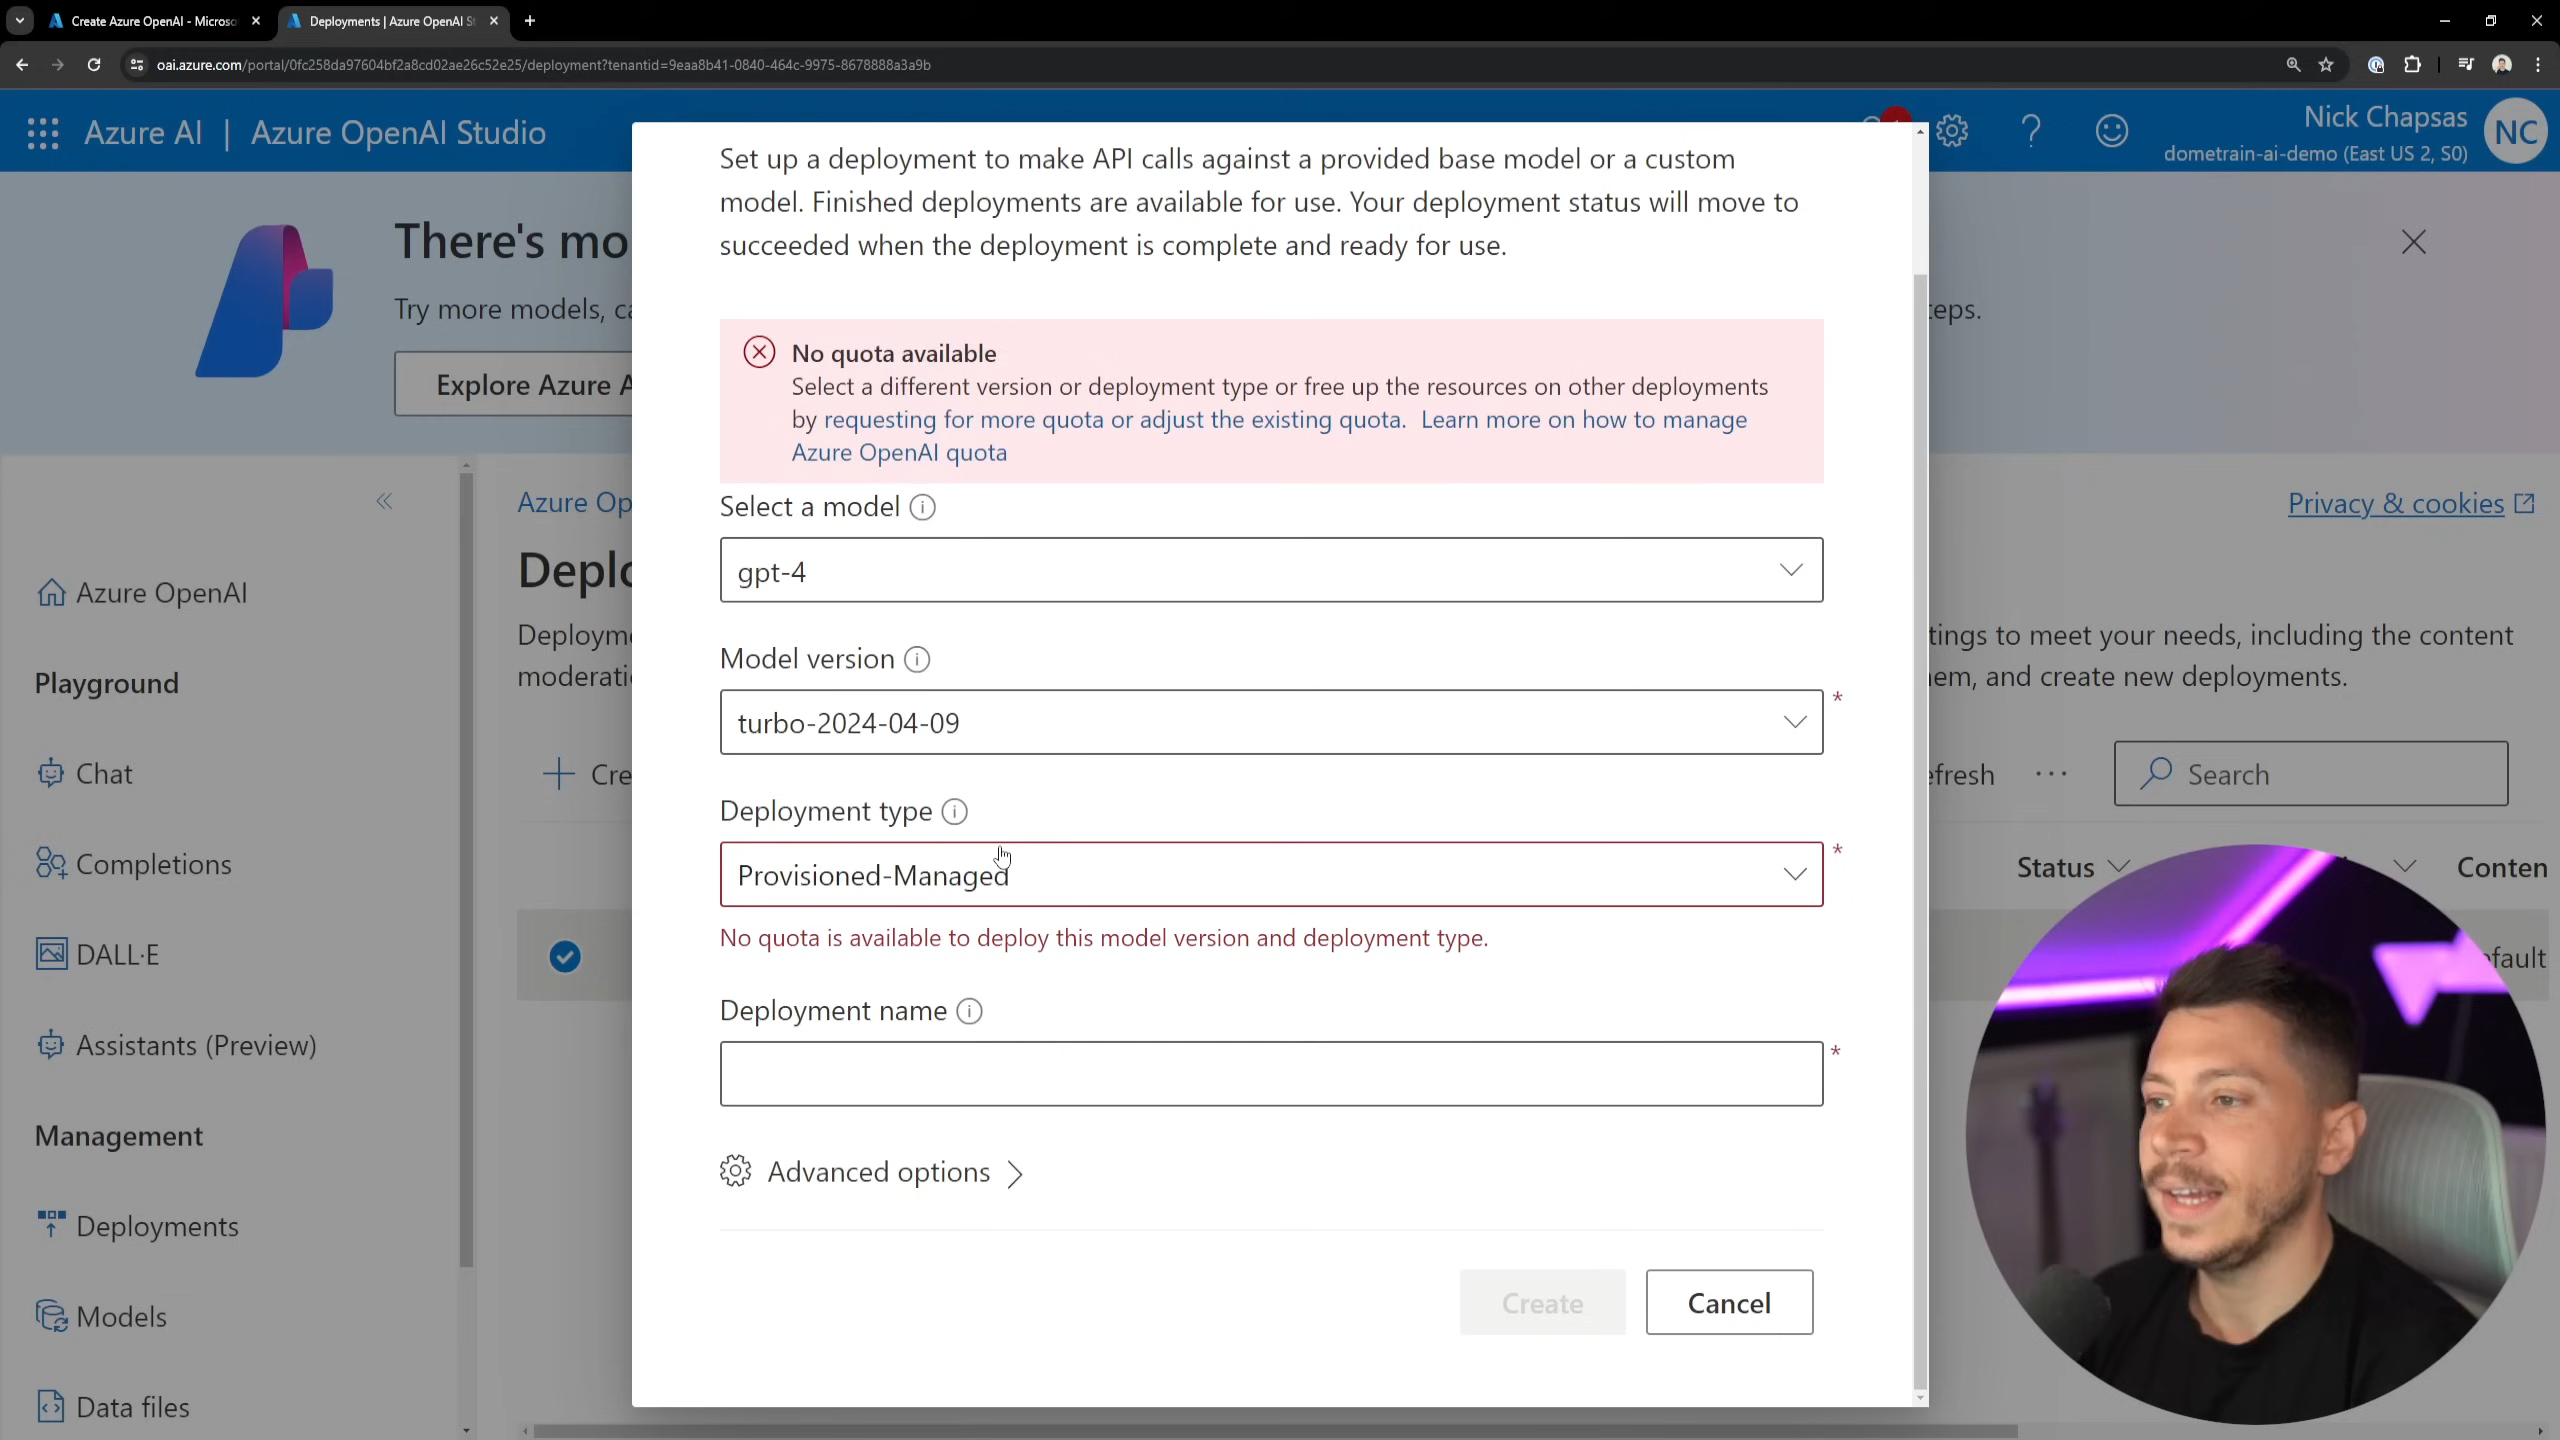 Create Azure OpenAI - Microso
Deployments | Azure OpenAI St
oai.azure.com/portal/0fc258da97604bf2a8cd02ae26c52e25/deployment?tenantid=9eaa8b41-0840-464c-9975-8678888a3a9b
Azure AI | Azure OpenAI Studio
Nick Chapsas
dometrain-ai-demo (East US 2, S0)
NC
There's mo
Try more models, ca
eps.
Explore Azure A
Set up a deployment to make API calls against a provided base model or a custom
model. Finished deployments are available for use. Your deployment status will move to
succeeded when the deployment is complete and ready for use.
No quota available
Select a different version or deployment type or free up the resources on other deployments
by requesting for more quota or adjust the existing quota. Learn more on how to manage
Azure OpenAI quota
Select a model
gpt-4
Model version
turbo-2024-04-09
*
Deployment type
Provisioned-Managed
*
No quota is available to deploy this model version and deployment type.
Deployment name
*
Advanced options
Create
Cancel
Azure OpenAI
Playground
Chat
Completions
DALL·E
Assistants (Preview)
Management
Deployments
Models
Data files
Azure Op
Privacy & cookies
Deplo
Deployme
tings to meet your needs, including the content
moderati
em, and create new deployments.
Cre
efresh
Search
Status
Conten
efault